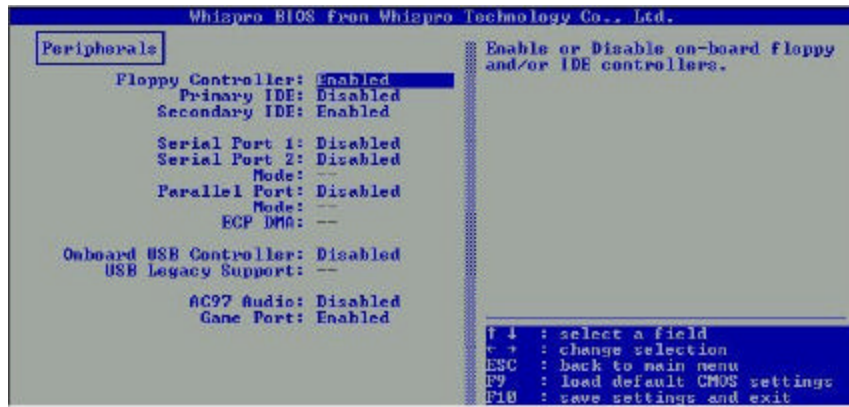 Whizpro BIOS from Whizpro Technology Co., Ltd.
Peripherals
Floppy Controller: Enabled
Primary IDE: Disabled
Secondary IDE: Enabled
Serial Port 1: Disabled
Serial Port 2: Disabled
Mode: --
Parallel Port: Disabled
Mode: --
ECP DMA: --
Onboard USB Controller: Disabled
USB Legacy Support: --
AC97 Audio: Disabled
Game Port: Enabled
Enable or Disable on-board floppy
and/or IDE controllers.
↑ ↓ : select a field
← → : change selection
ESC : back to main menu
F9 : load default CMOS settings
F10 : save settings and exit